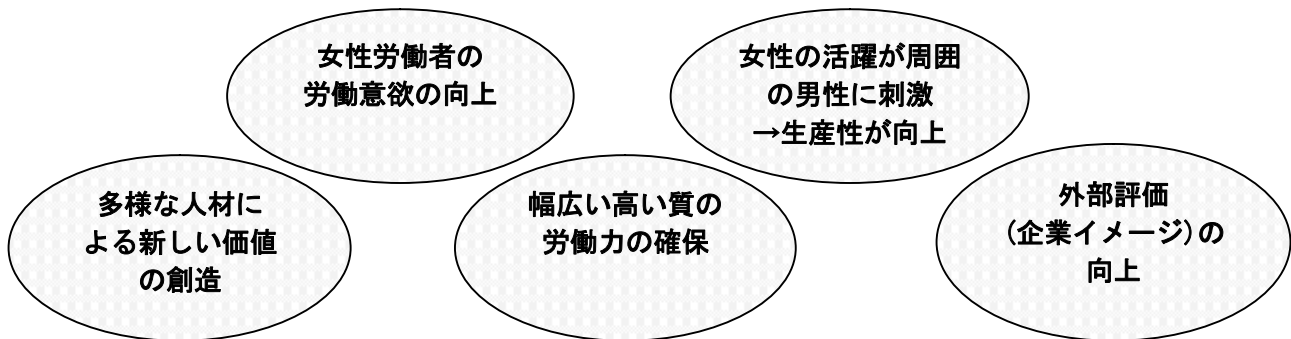 女性労働者の
労働意欲の向上
女性の活躍が周囲
の男性に刺激
→生産性が向上
多様な人材に
よる新しい価値
の創造
幅広い高い質の
労働力の確保
外部評価
(企業イメージ)の
向上